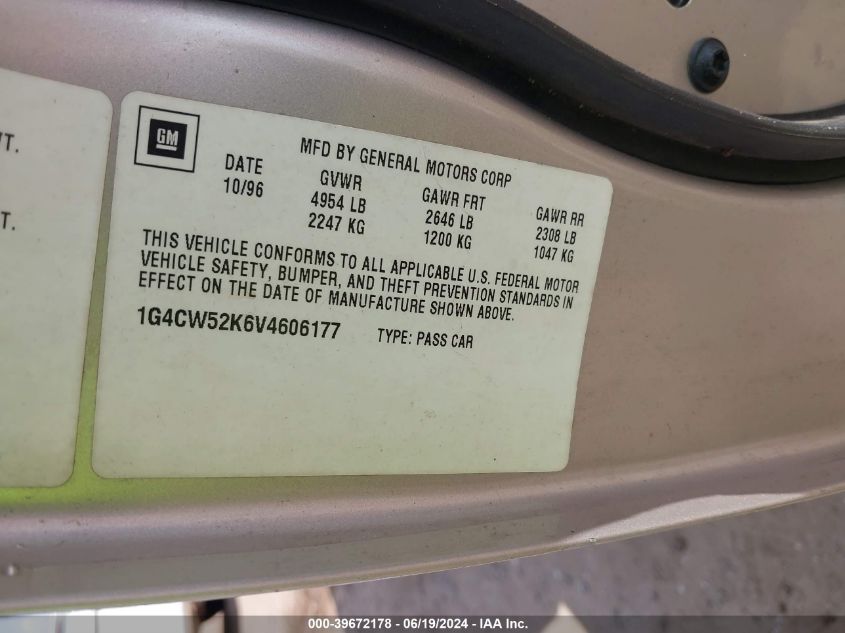 VT.
T.
GM
MFD BY GENERAL MOTORS CORP
DATE GVWR GAWR FRT GAWR RR
10/96 4954 LB 2646 LB 2308 LB
2247 KG 1200 KG 1047 KG
THIS VEHICLE CONFORMS TO ALL APPLICABLE U.S. FEDERAL MOTOR
VEHICLE SAFETY, BUMPER, AND THEFT PREVENTION STANDARDS IN
EFFECT ON THE DATE OF MANUFACTURE SHOWN ABOVE.
1G4CW52K6V4606177 TYPE: PASS CAR
000-39672178 - 06/19/2024 - IAA Inc.